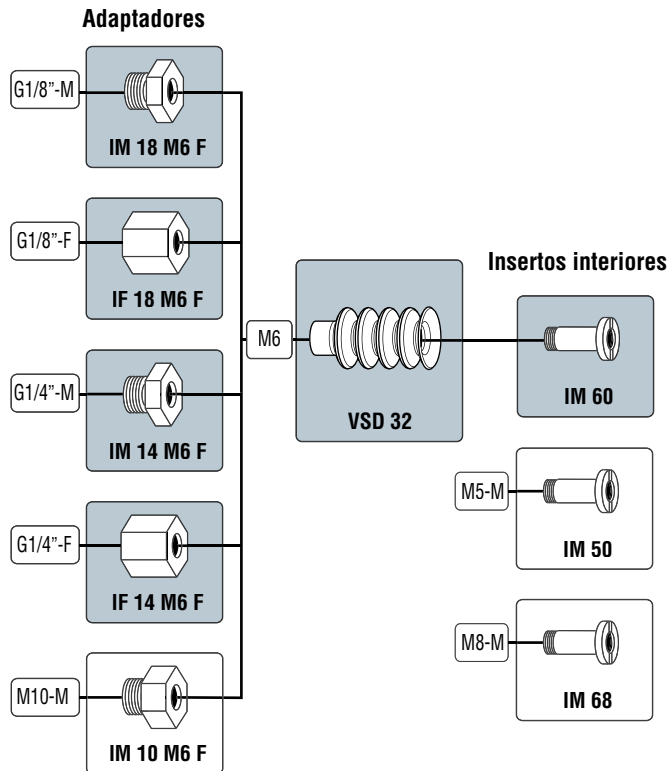 Adaptadores
G1/8”-M
IM 18 M6 F
G1/8”-F
IF 18 M6 F
G1/4”-M
IM 14 M6 F
G1/4”-F
IF 14 M6 F
M10-M
IM 10 M6 F
M6
VSD 32
Insertos interiores
IM 60
M5-M
IM 50
M8-M
IM 68